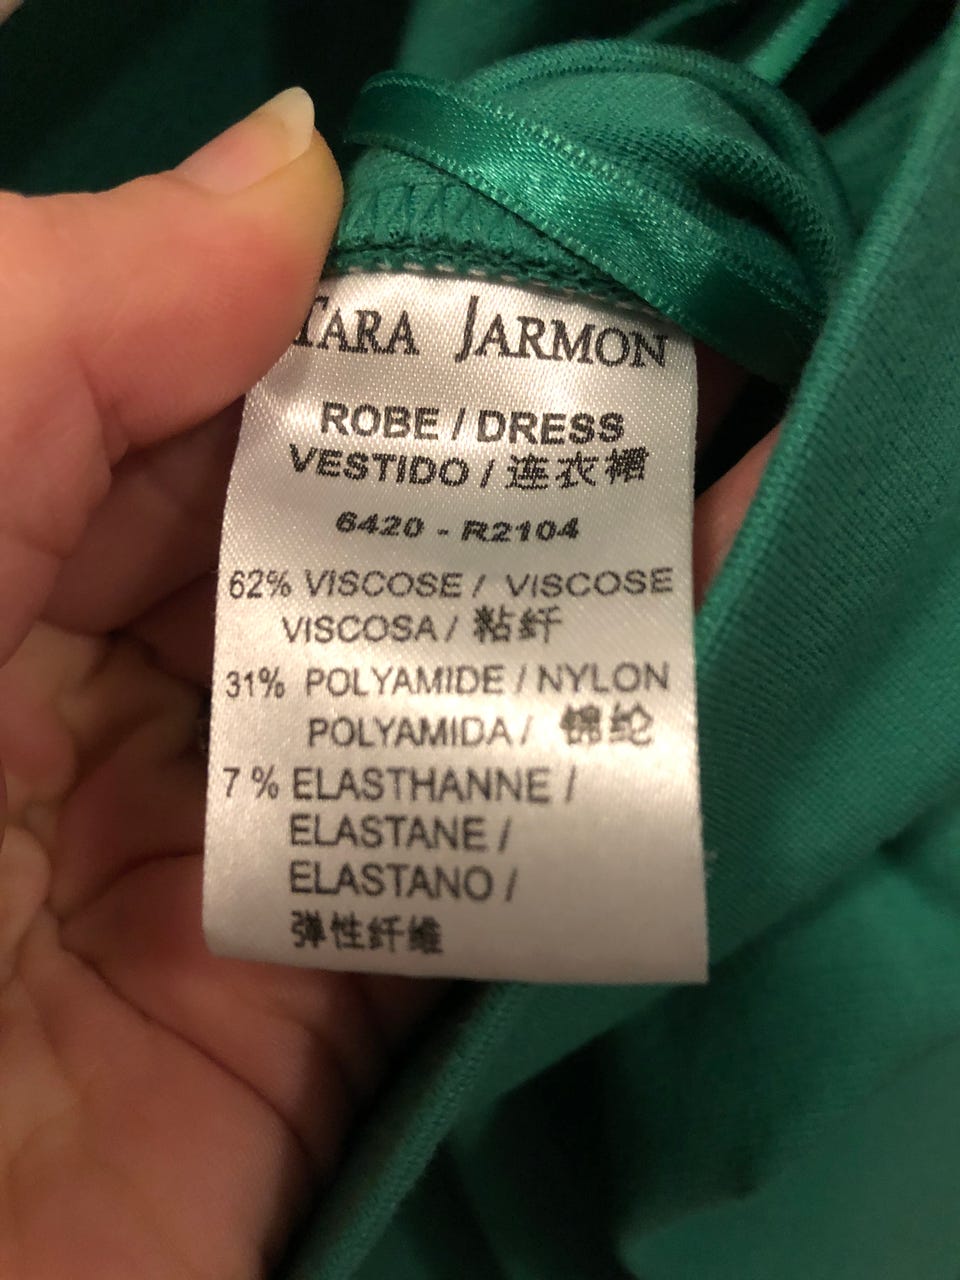 TARA JARMON
ROBE / DRESS
VESTIDO / 连衣裙
6420 - R2104
62% VISCOSE / VISCOSE
VISCOSA / 粘纤
31% POLYAMIDE / NYLON
POLYAMIDA / 锦纶
7 % ELASTHANNE /
ELASTANE /
ELASTANO /
弹性纤维